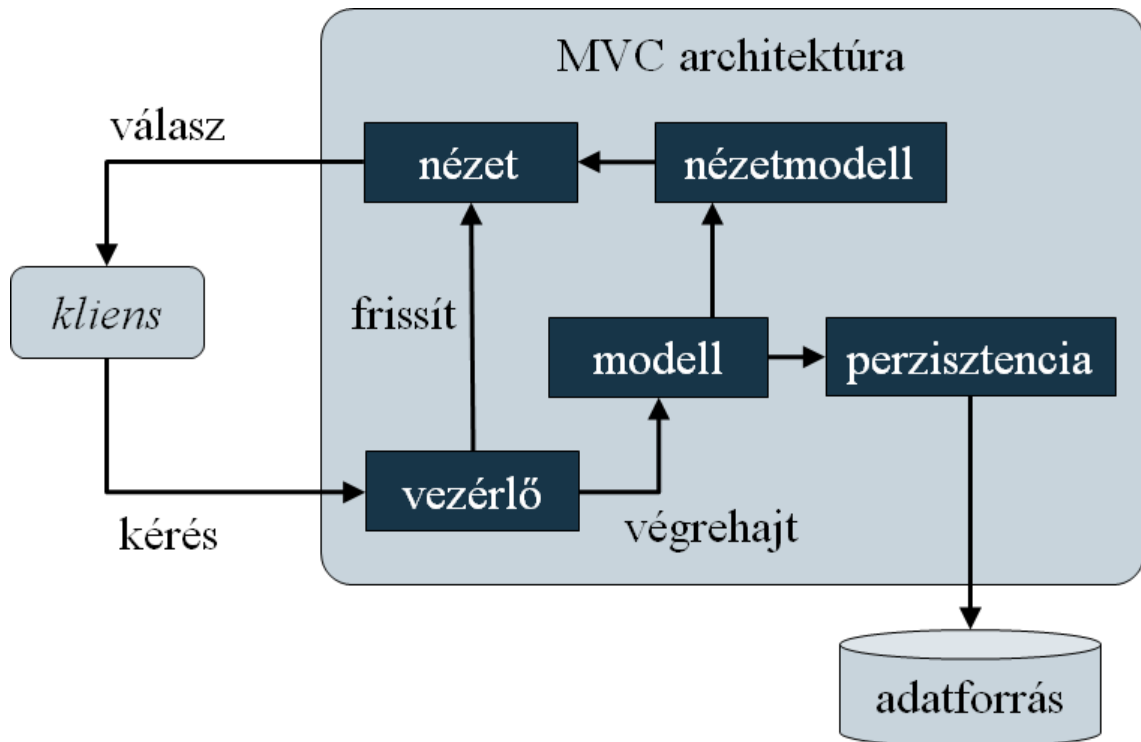 MVC architektúra
válasz
nézet
nézetmodell
kliens
frissít
modell
perzisztencia
vezérlő
kérés
végrehajt
adatforrás